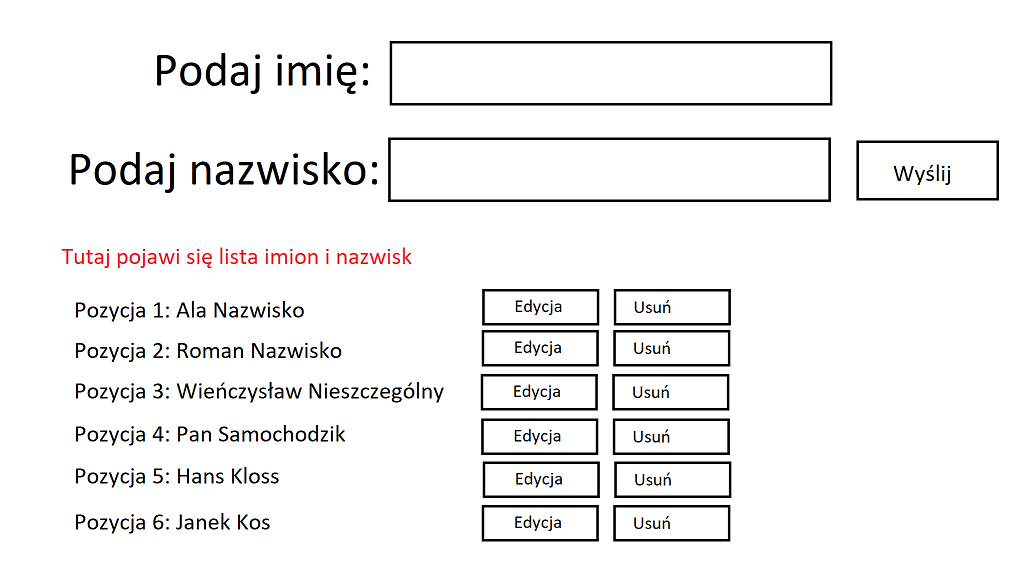 Podaj imię:
Podaj nazwisko:
Wyślij
Tutaj pojawi się lista imion i nazwisk
Pozycja 1: Ala Nazwisko Edycja Usuń
Pozycja 2: Roman Nazwisko Edycja Usuń
Pozycja 3: Wieńczysław Nieszczególny Edycja Usuń
Pozycja 4: Pan Samochodzik Edycja Usuń
Pozycja 5: Hans Kloss Edycja Usuń
Pozycja 6: Janek Kos Edycja Usuń